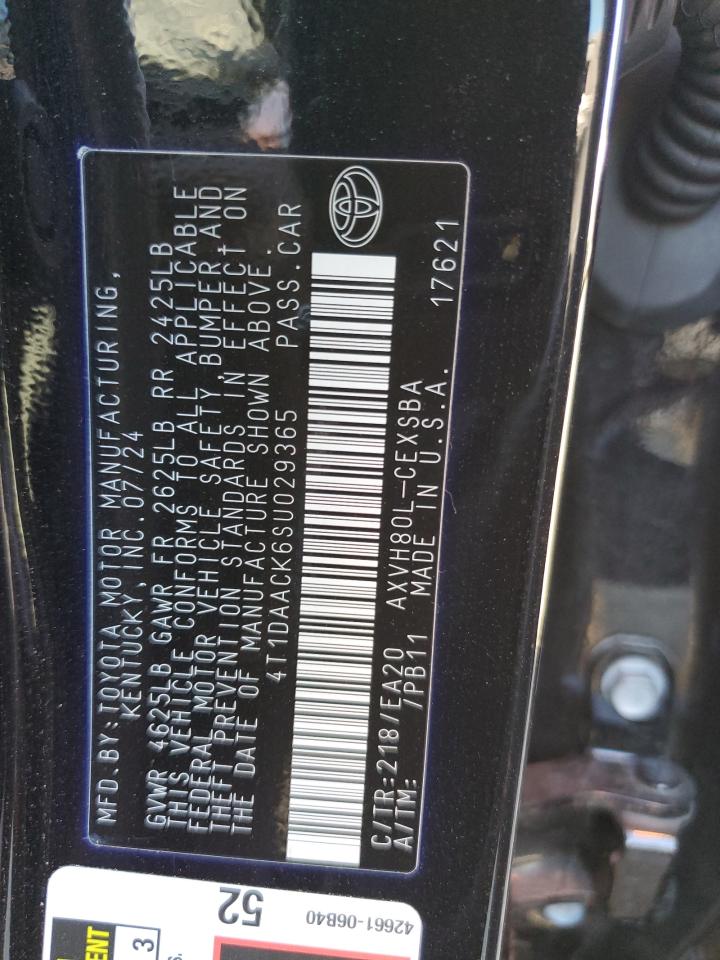 MFD.BY:TOYOTA MOTOR MANUFACTURING,
KENTUCKY, INC.07/24
GVWR 4625LB GAWR FR 2625LB RR 2425LB
THIS VEHICLE CONFORMS TO ALL APPLICABLE
FEDERAL MOTOR VEHICLE SAFETY, BUMPER, AND
THEFT PREVENTION STANDARDS IN EFFECT ON
THE DATE OF MANUFACTURE SHOWN ABOVE.
4T1DAACK6SU029365 PASS.CAR
C/TR:218/EA20 AXVH80L-CEXSBA
A/TM: /PB11 MADE IN U.S.A. 17621
52
42661-06B40
3